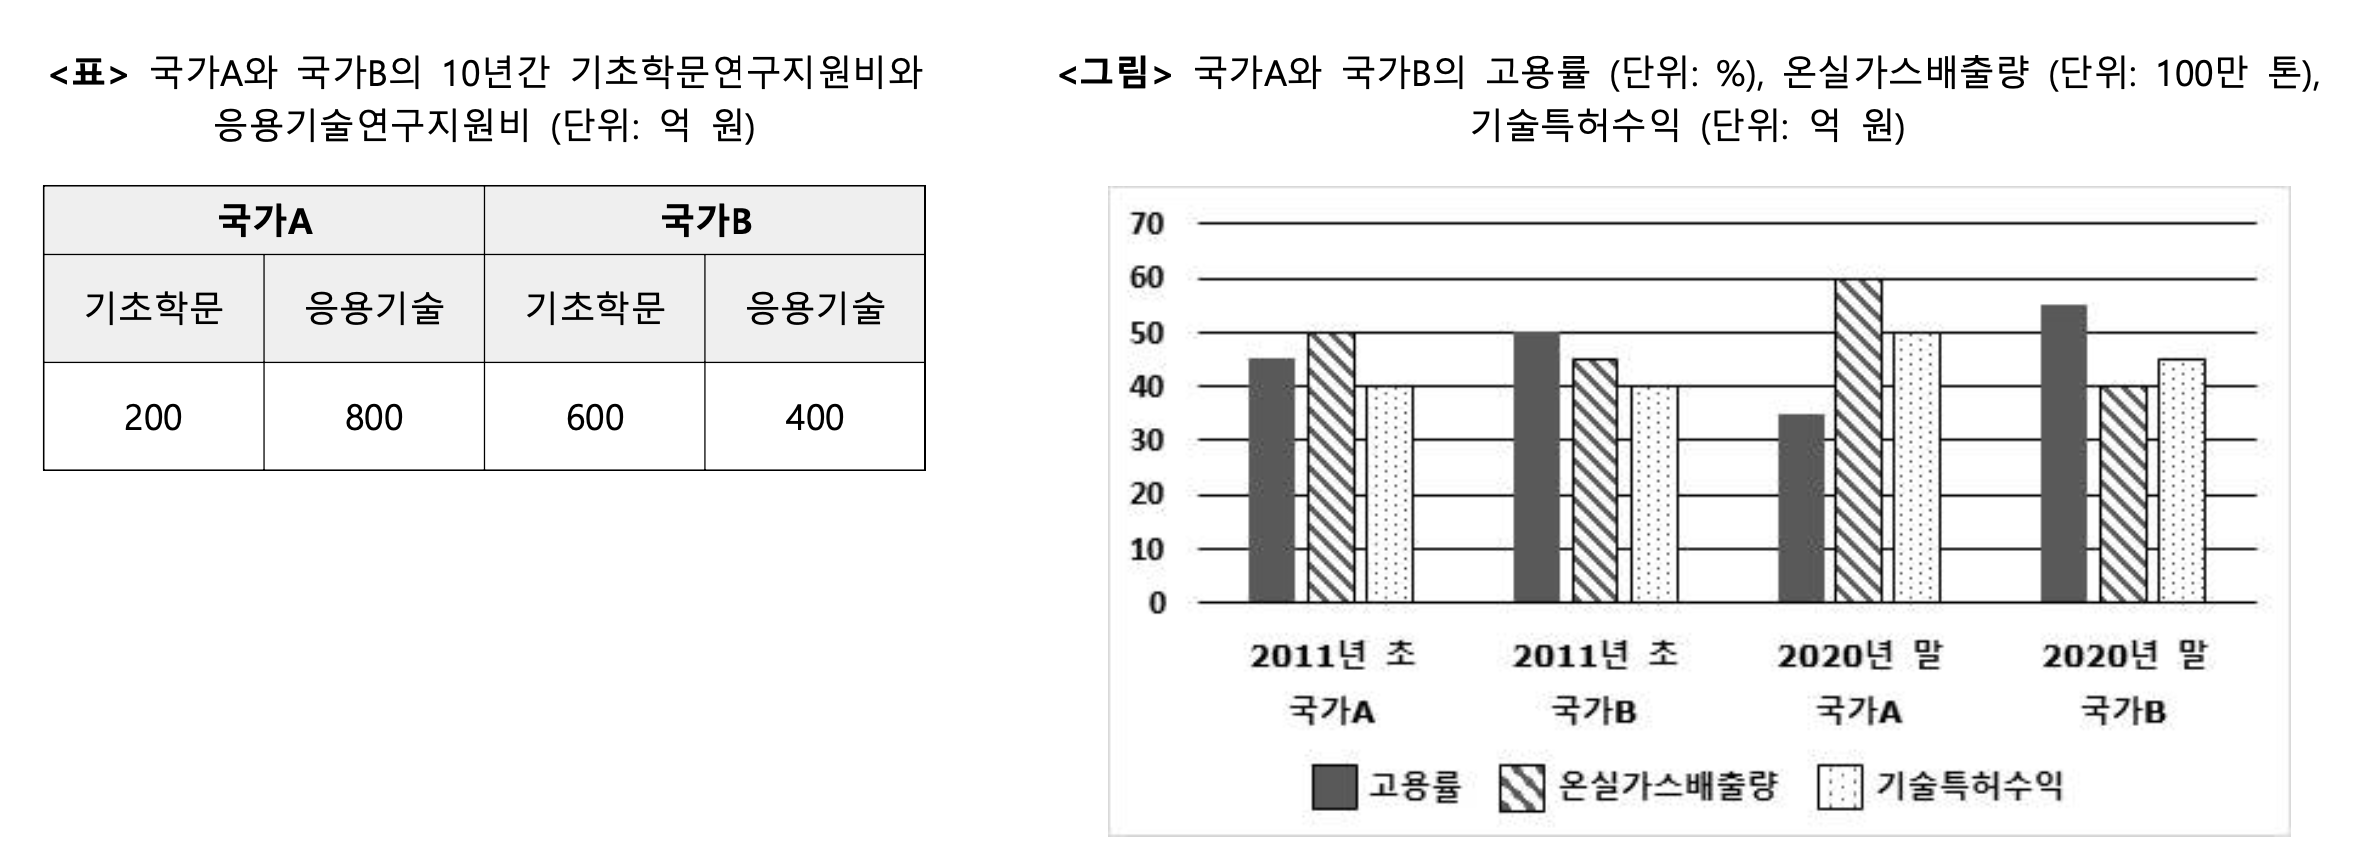 <표> 국가A와 국가B의 10년간 기초학문연구지원비와
응용기술연구지원비 (단위: 억 원)
국가A 국가B
기초학문 응용기술 기초학문 응용기술
200 800 600 400
<그림> 국가A와 국가B의 고용률 (단위: %), 온실가스배출량 (단위: 100만 톤),
기술특허수익 (단위: 억 원)
70
60
50
40
30
20
10
0
2011년 초 2011년 초 2020년 말 2020년 말
국가A 국가B 국가A 국가B
고용률 온실가스배출량 기술특허수익